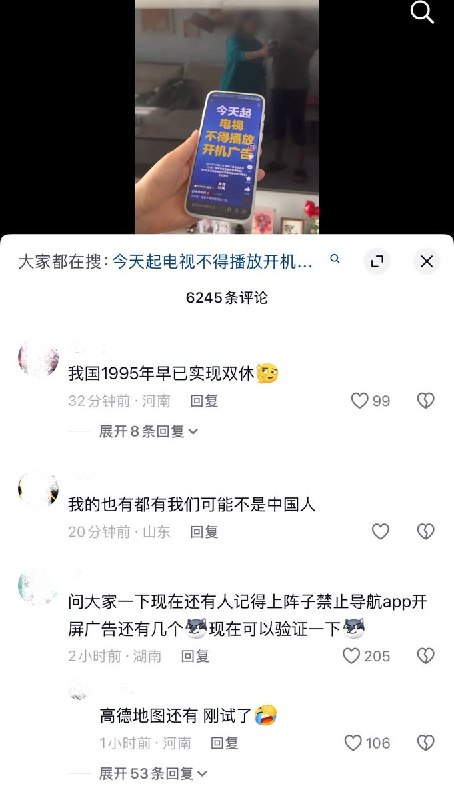 今天起
电视
不得播放
开机广告
大家都在搜：今天起电视不得播放开机...
6245条评论
我国1995年早已实现双休
32分钟前·河南 回复 99
展开8条回复
我的也有都有我们可能不是中国人
20分钟前·山东 回复
问大家一下现在还有人记得上阵子禁止导航app开
屏广告还有几个现在可以验证一下
2小时前·湖南 回复 205
高德地图还有 刚试了
1小时前·河南 回复 106
展开53条回复